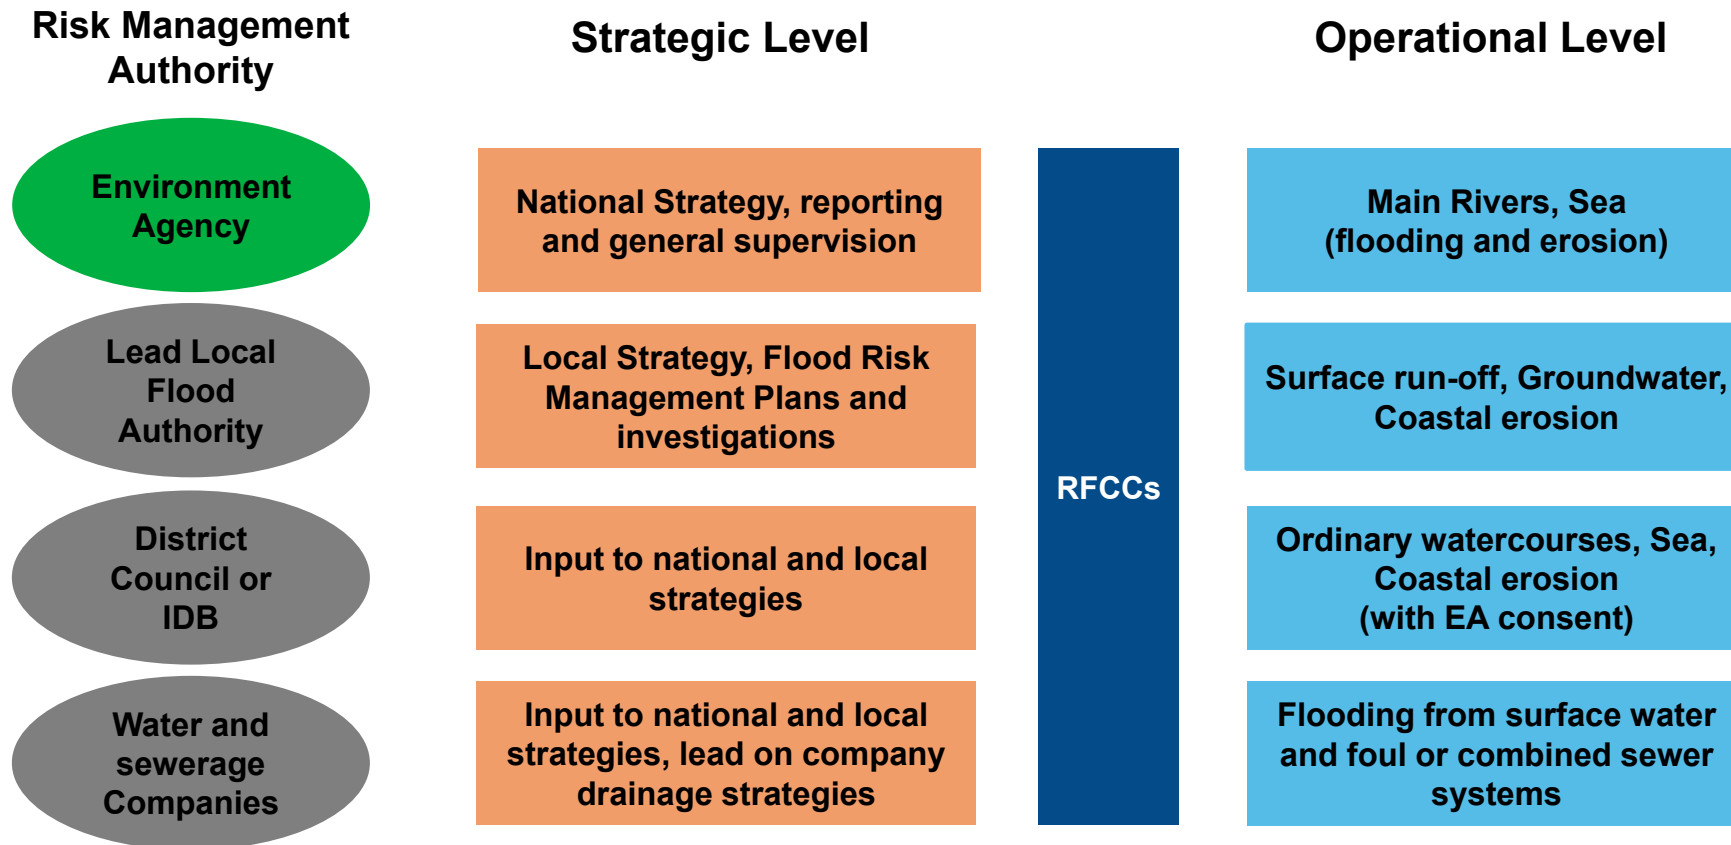 Risk Management
Authority
Strategic Level
Operational Level
Environment
Agency
National Strategy, reporting
and general supervision
Main Rivers, Sea
(flooding and erosion)
Lead Local
Flood
Authority
Local Strategy, Flood Risk
Management Plans and
investigations
Surface run-off, Groundwater,
Coastal erosion
RFCCs
District
Council or
IDB
Input to national and local
strategies
Ordinary watercourses, Sea,
Coastal erosion
(with EA consent)
Water and
sewerage
Companies
Input to national and local
strategies, lead on company
drainage strategies
Flooding from surface water
and foul or combined sewer
systems